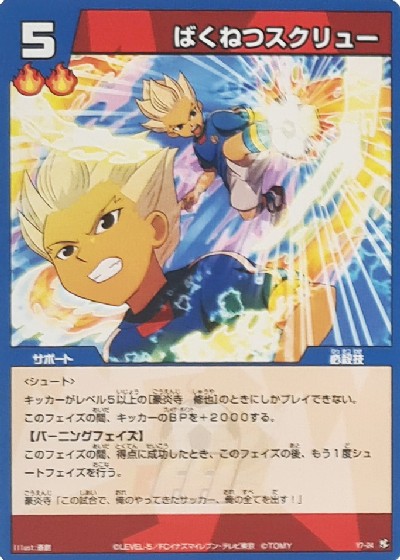 5
ばくねつスクリュー
サポート
必殺技
<シュート>
キッカーがレベル5以上の[豪炎寺 修也]のときにしかプレイできない。
このフェイズの間、キッカーのBPを+2000する。
【バーニングフェイズ】
このフェイズの間、得点に成功したとき、このフェイズの後、もう1度シュ
ートフェイズを行う。
豪炎寺「この試合で、俺のやってきたサッカー、俺の全てを出す!」
Illust:
©LEVEL-5/FCイナズマイレブン・テレビ東京 ©TOMY